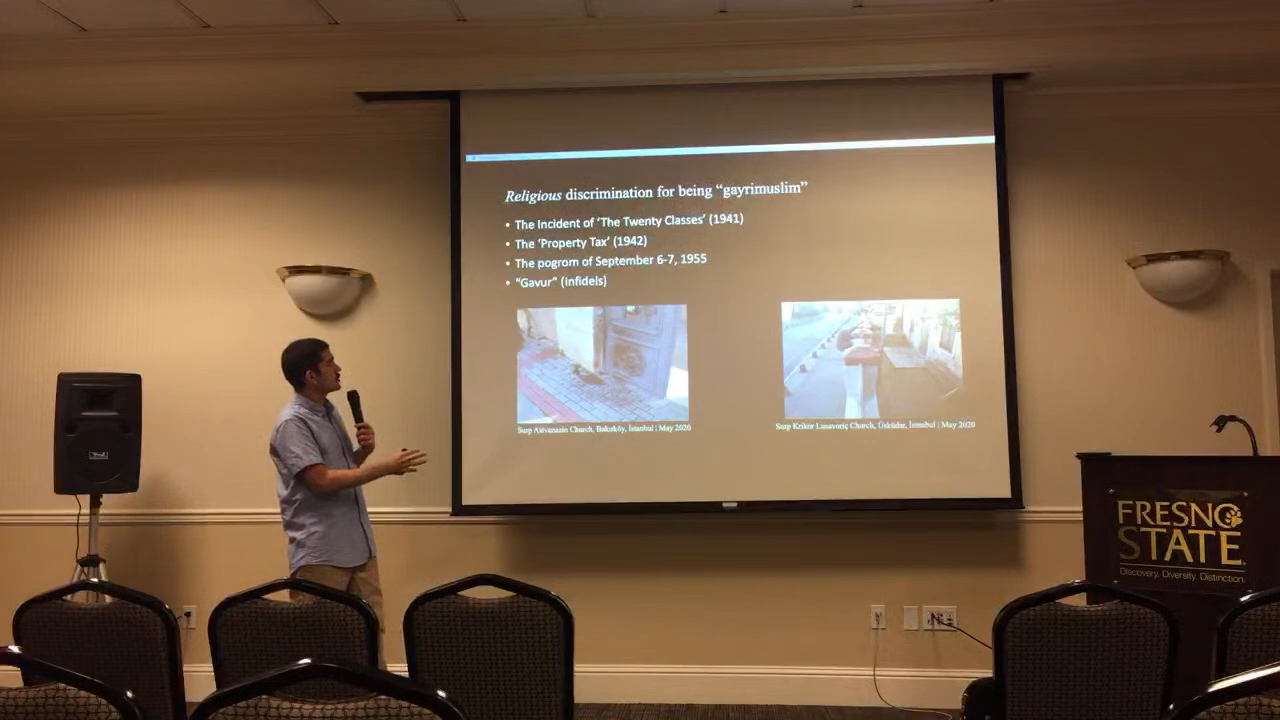 Religious discrimination for being “gayrimuslim”
• The Incident of ‘The Twenty Classes’ (1941)
• The ‘Property Tax’ (1942)
• The pogrom of September 6-7, 1955
• “Gavur” (Infidels)
Surp Asdvanazin Church, Bakırköy, İstanbul | May 2020
Surp Krikor Lusavoriç Church, Üsküdar, İstanbul | May 2020
FRESNO
STATE
Discovery. Diversity. Distinction.